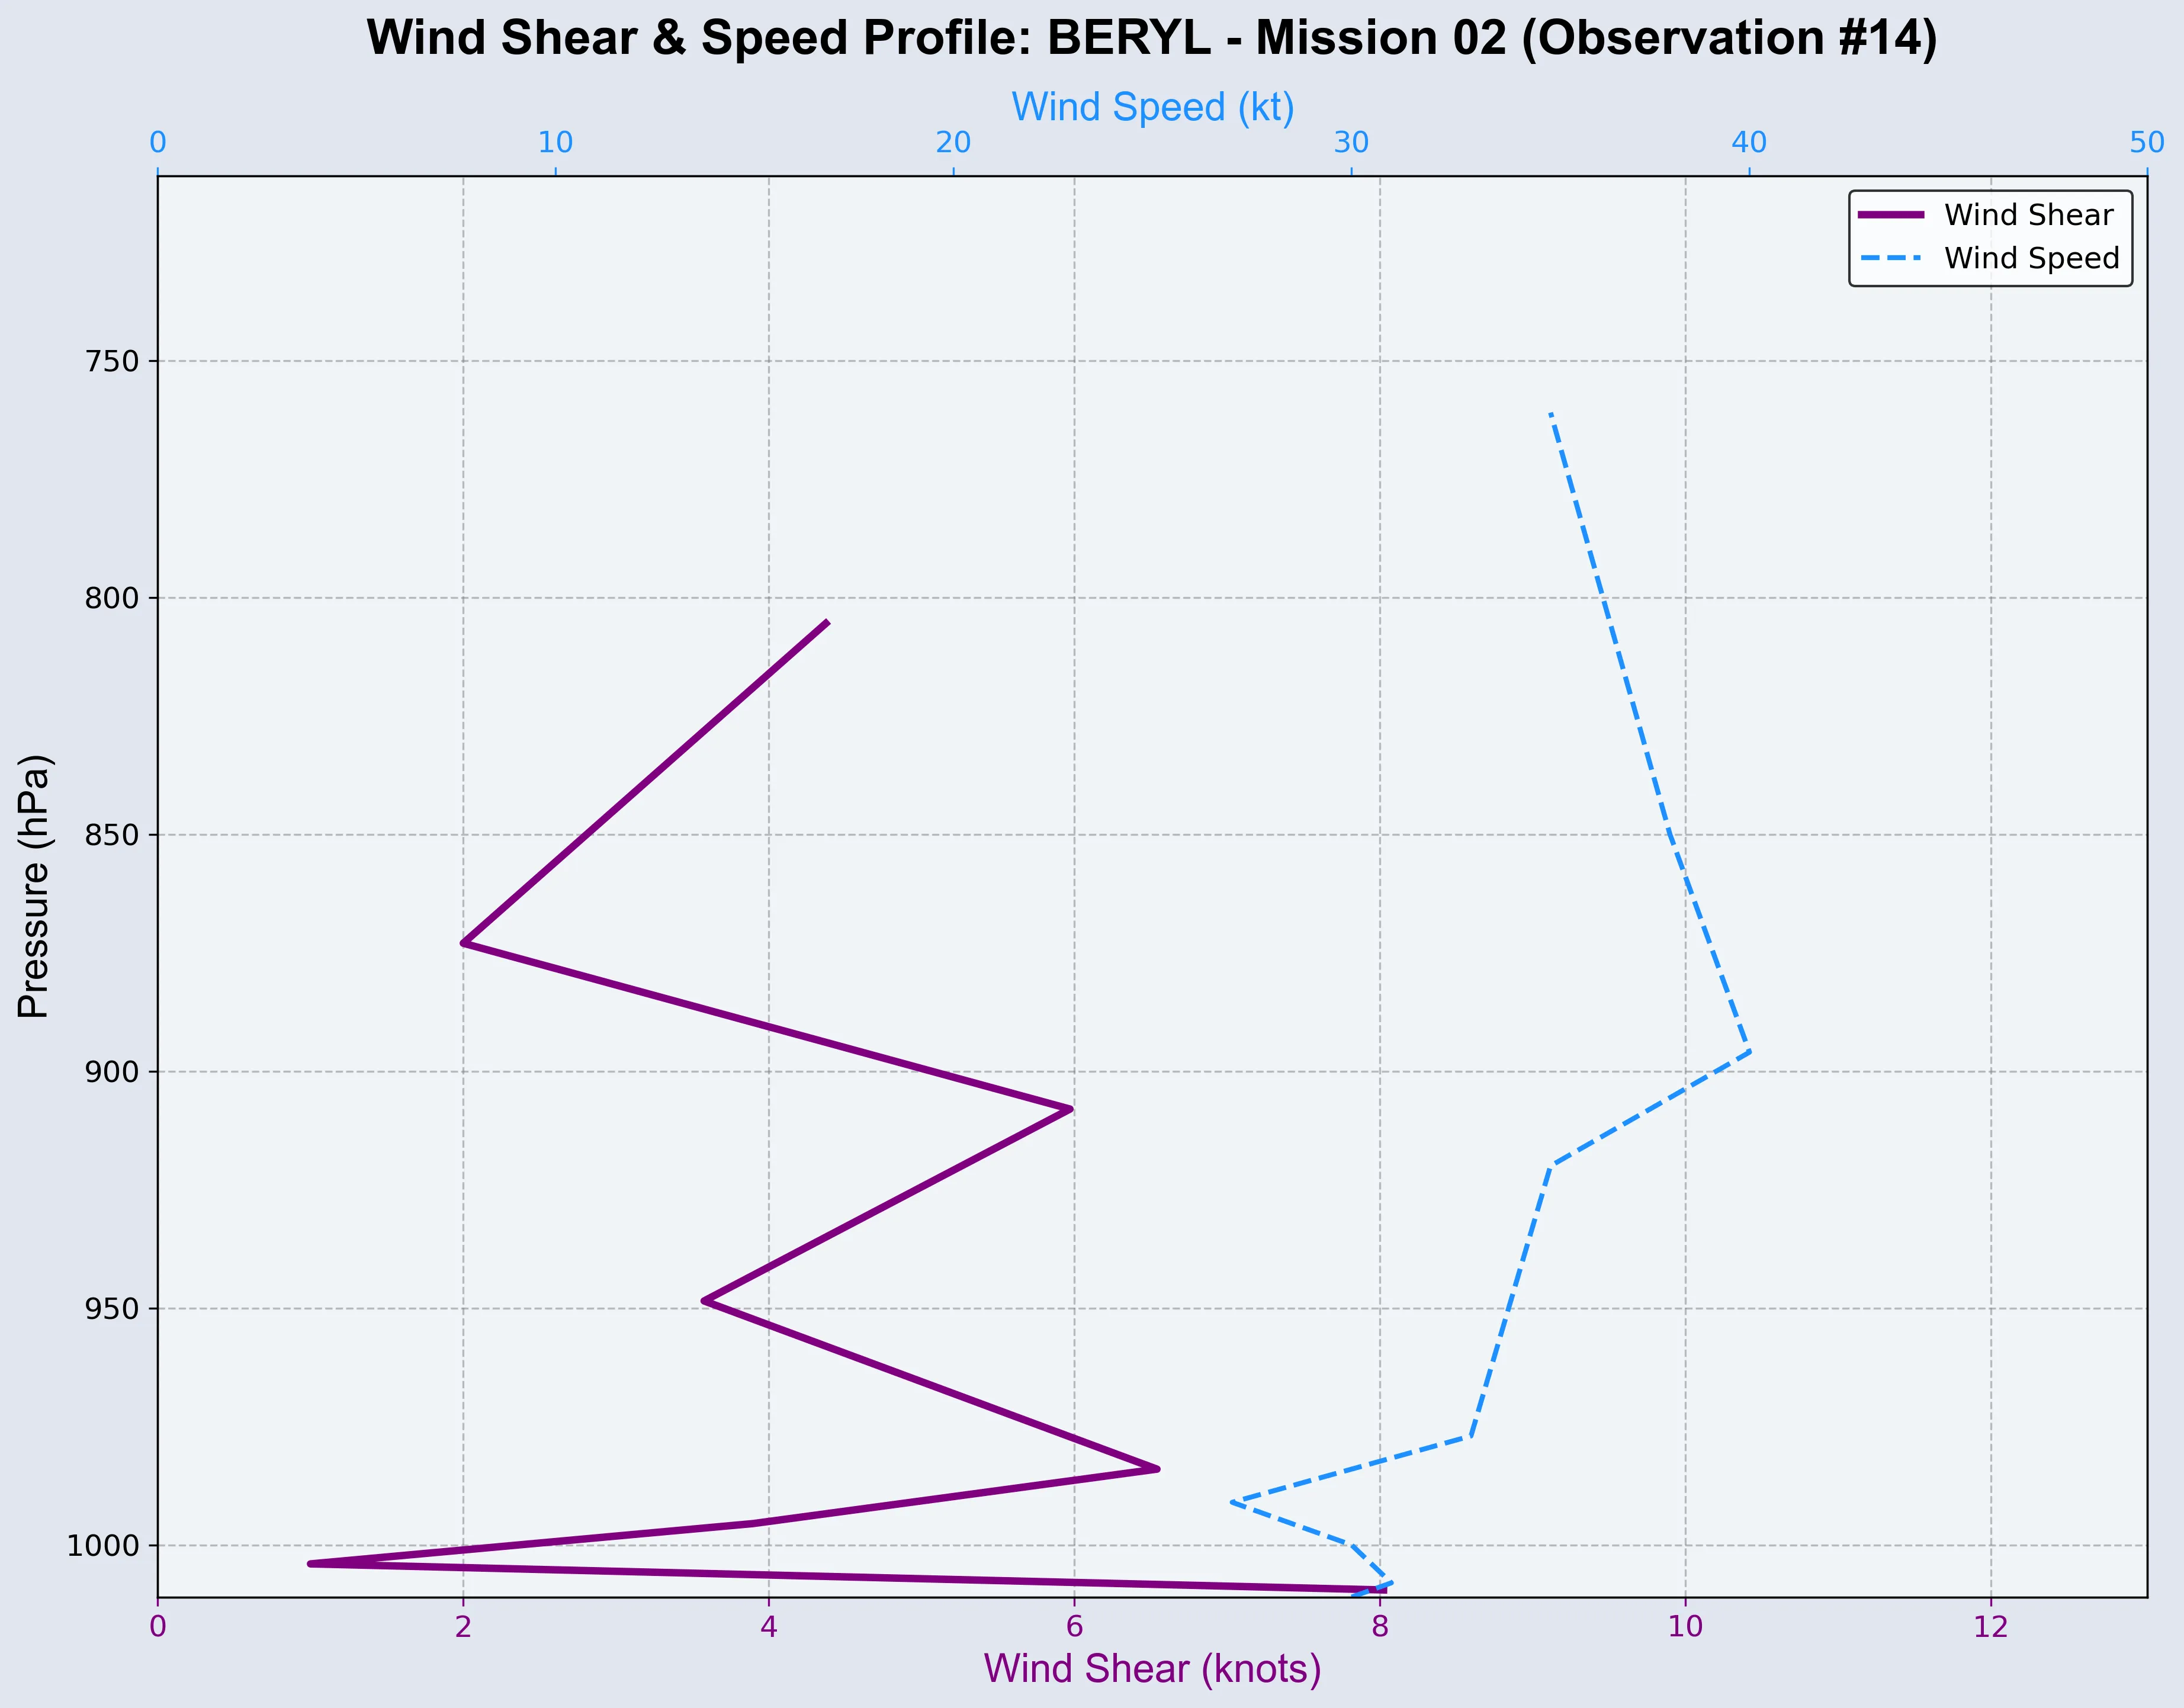 Wind Shear & Speed Profile: BERYL - Mission 02 (Observation #14)
Wind Speed (kt)
0 10 20 30 40 50
Wind Shear
Wind Speed
750
800
850
900
950
1000
Pressure (hPa)
0 2 4 6 8 10 12
Wind Shear (knots)